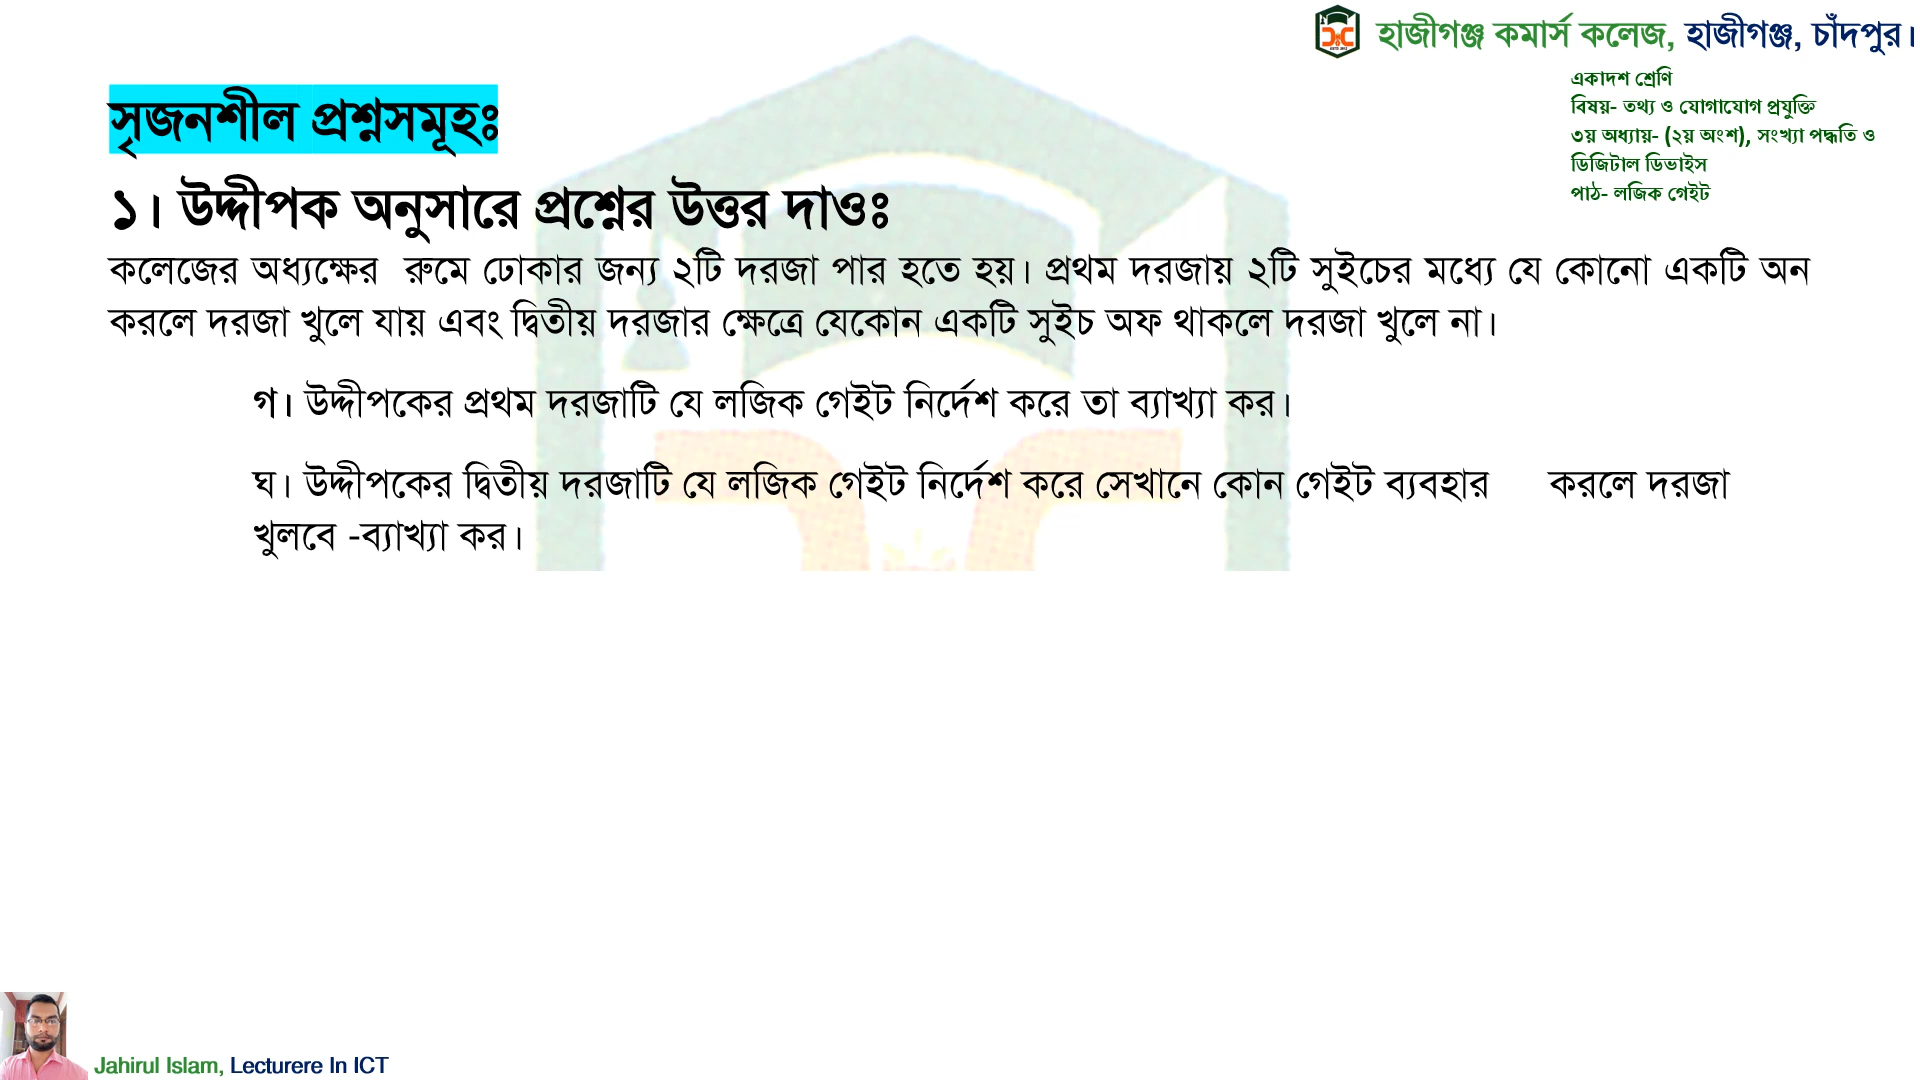 হাজীগঞ্জ কমার্স কলেজ, হাজীগঞ্জ, চাঁদপুর।
একাদশ শ্রেণি
বিষয়- তথ্য ও যোগাযোগ প্রযুক্তি
৩য় অধ্যায়- (২য় অংশ), সংখ্যা পদ্ধতি ও
ডিজিটাল ডিভাইস
পাঠ- লজিক গেইট
সৃজনশীল প্রশ্নসমূহঃ
১। উদ্দীপক অনুসারে প্রশ্নের উত্তর দাওঃ
কলেজের অধ্যক্ষের রুমে ঢোকার জন্য ২টি দরজা পার হতে হয়। প্রথম দরজায় ২টি সুইচের মধ্যে যে কোনো একটি অন
করলে দরজা খুলে যায় এবং দ্বিতীয় দরজার ক্ষেত্রে যেকোন একটি সুইচ অফ থাকলে দরজা খুলে না।
গ। উদ্দীপকের প্রথম দরজাটি যে লজিক গেইট নির্দেশ করে তা ব্যাখ্যা কর।
ঘ। উদ্দীপকের দ্বিতীয় দরজাটি যে লজিক গেইট নির্দেশ করে সেখানে কোন গেইট ব্যবহার করলে দরজা
খুলবে -ব্যাখ্যা কর।
Jahirul Islam, Lecturere In ICT